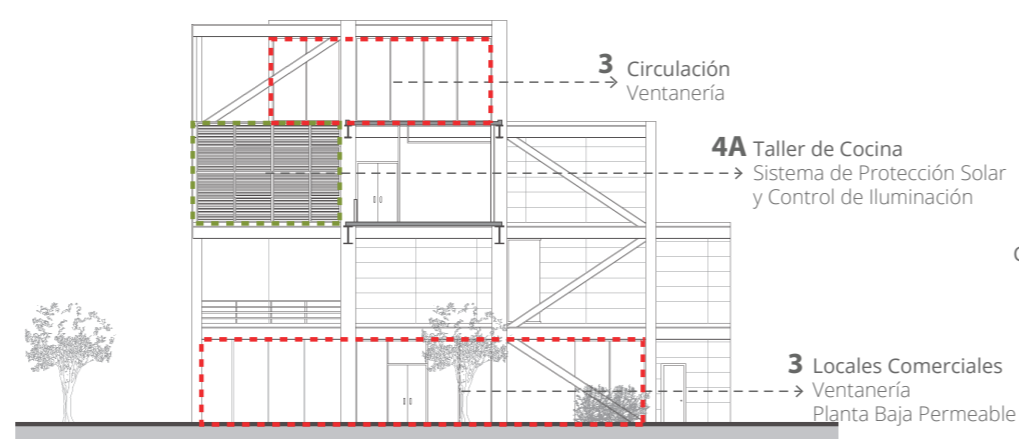 3 Circulación
Ventanería
4A Taller de Cocina
Sistema de Protección Solar
y Control de Iluminación
3 Locales Comerciales
Ventanería
Planta Baja Permeable